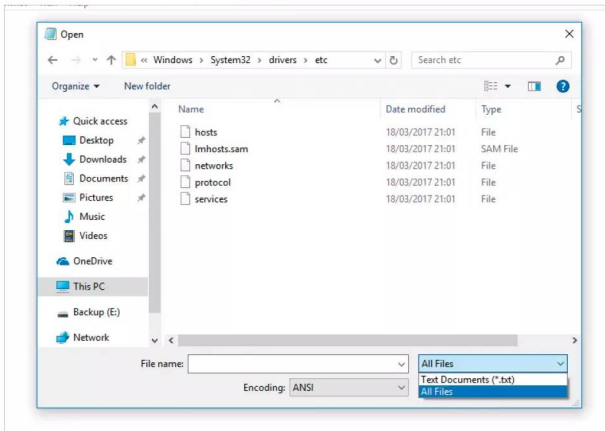 Open
« Windows > System32 > drivers > etc
Search etc
Organize
New folder
Name Date modified Type S
Quick access
Desktop
Downloads
Documents
Pictures
Music
Videos
OneDrive
This PC
Backup (E:)
Network
hosts 18/03/2017 21:01 File
lmhosts.sam 18/03/2017 21:01 SAM File
networks 18/03/2017 21:01 File
protocol 18/03/2017 21:01 File
services 18/03/2017 21:01 File
File name:
All Files
Text Documents (*.txt)
All Files
Encoding: ANSI